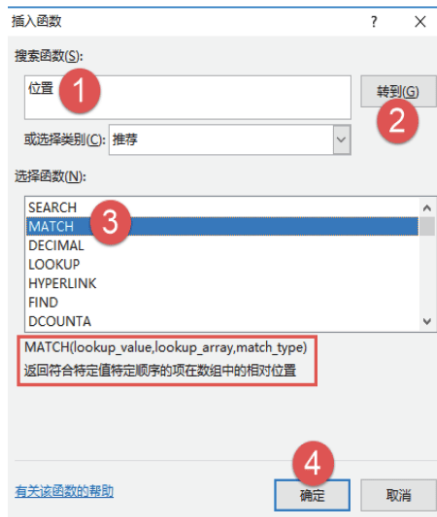 插入函数 ? ×
搜索函数(S):
位置 1
转到(G)
2
或选择类别(C): 推荐
选择函数(N):
SEARCH
MATCH 3
DECIMAL
LOOKUP
HYPERLINK
FIND
DCOUNTA
MATCH(lookup_value,lookup_array,match_type)
返回符合特定值特定顺序的项在数组中的相对位置
4
有关该函数的帮助 确定 取消